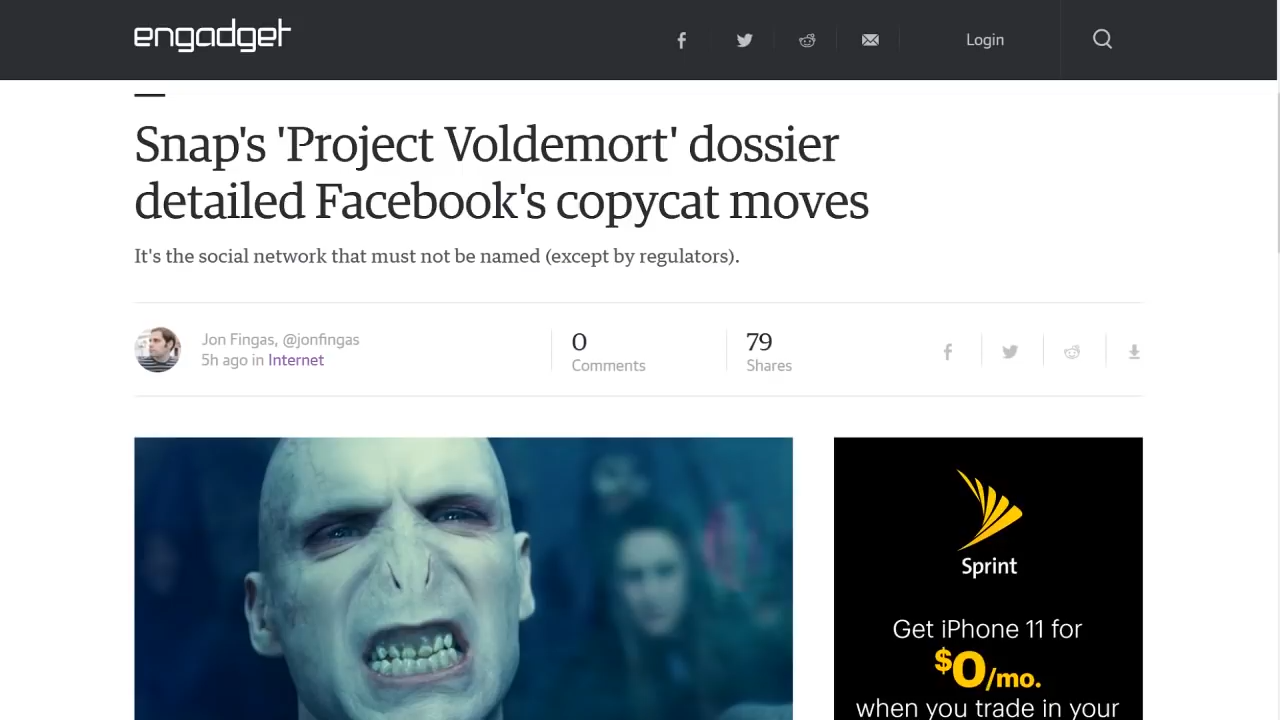 engadget
Login
Snap's 'Project Voldemort' dossier
detailed Facebook's copycat moves
It's the social network that must not be named (except by regulators).
Jon Fingas, @jonfingas
5h ago in Internet
0
Comments
79
Shares
Sprint
Get iPhone 11 for
$0/mo.
when you trade in your